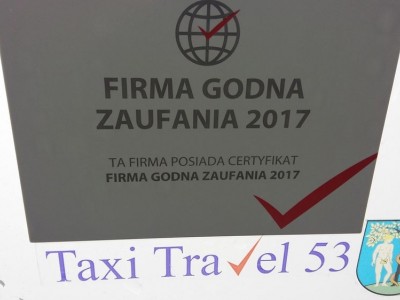 FIRMA GODNA
ZAUFANIA 2017
TA FIRMA POSIADA CERTYFIKAT
FIRMA GODNA ZAUFANIA 2017
Taxi Travel 53